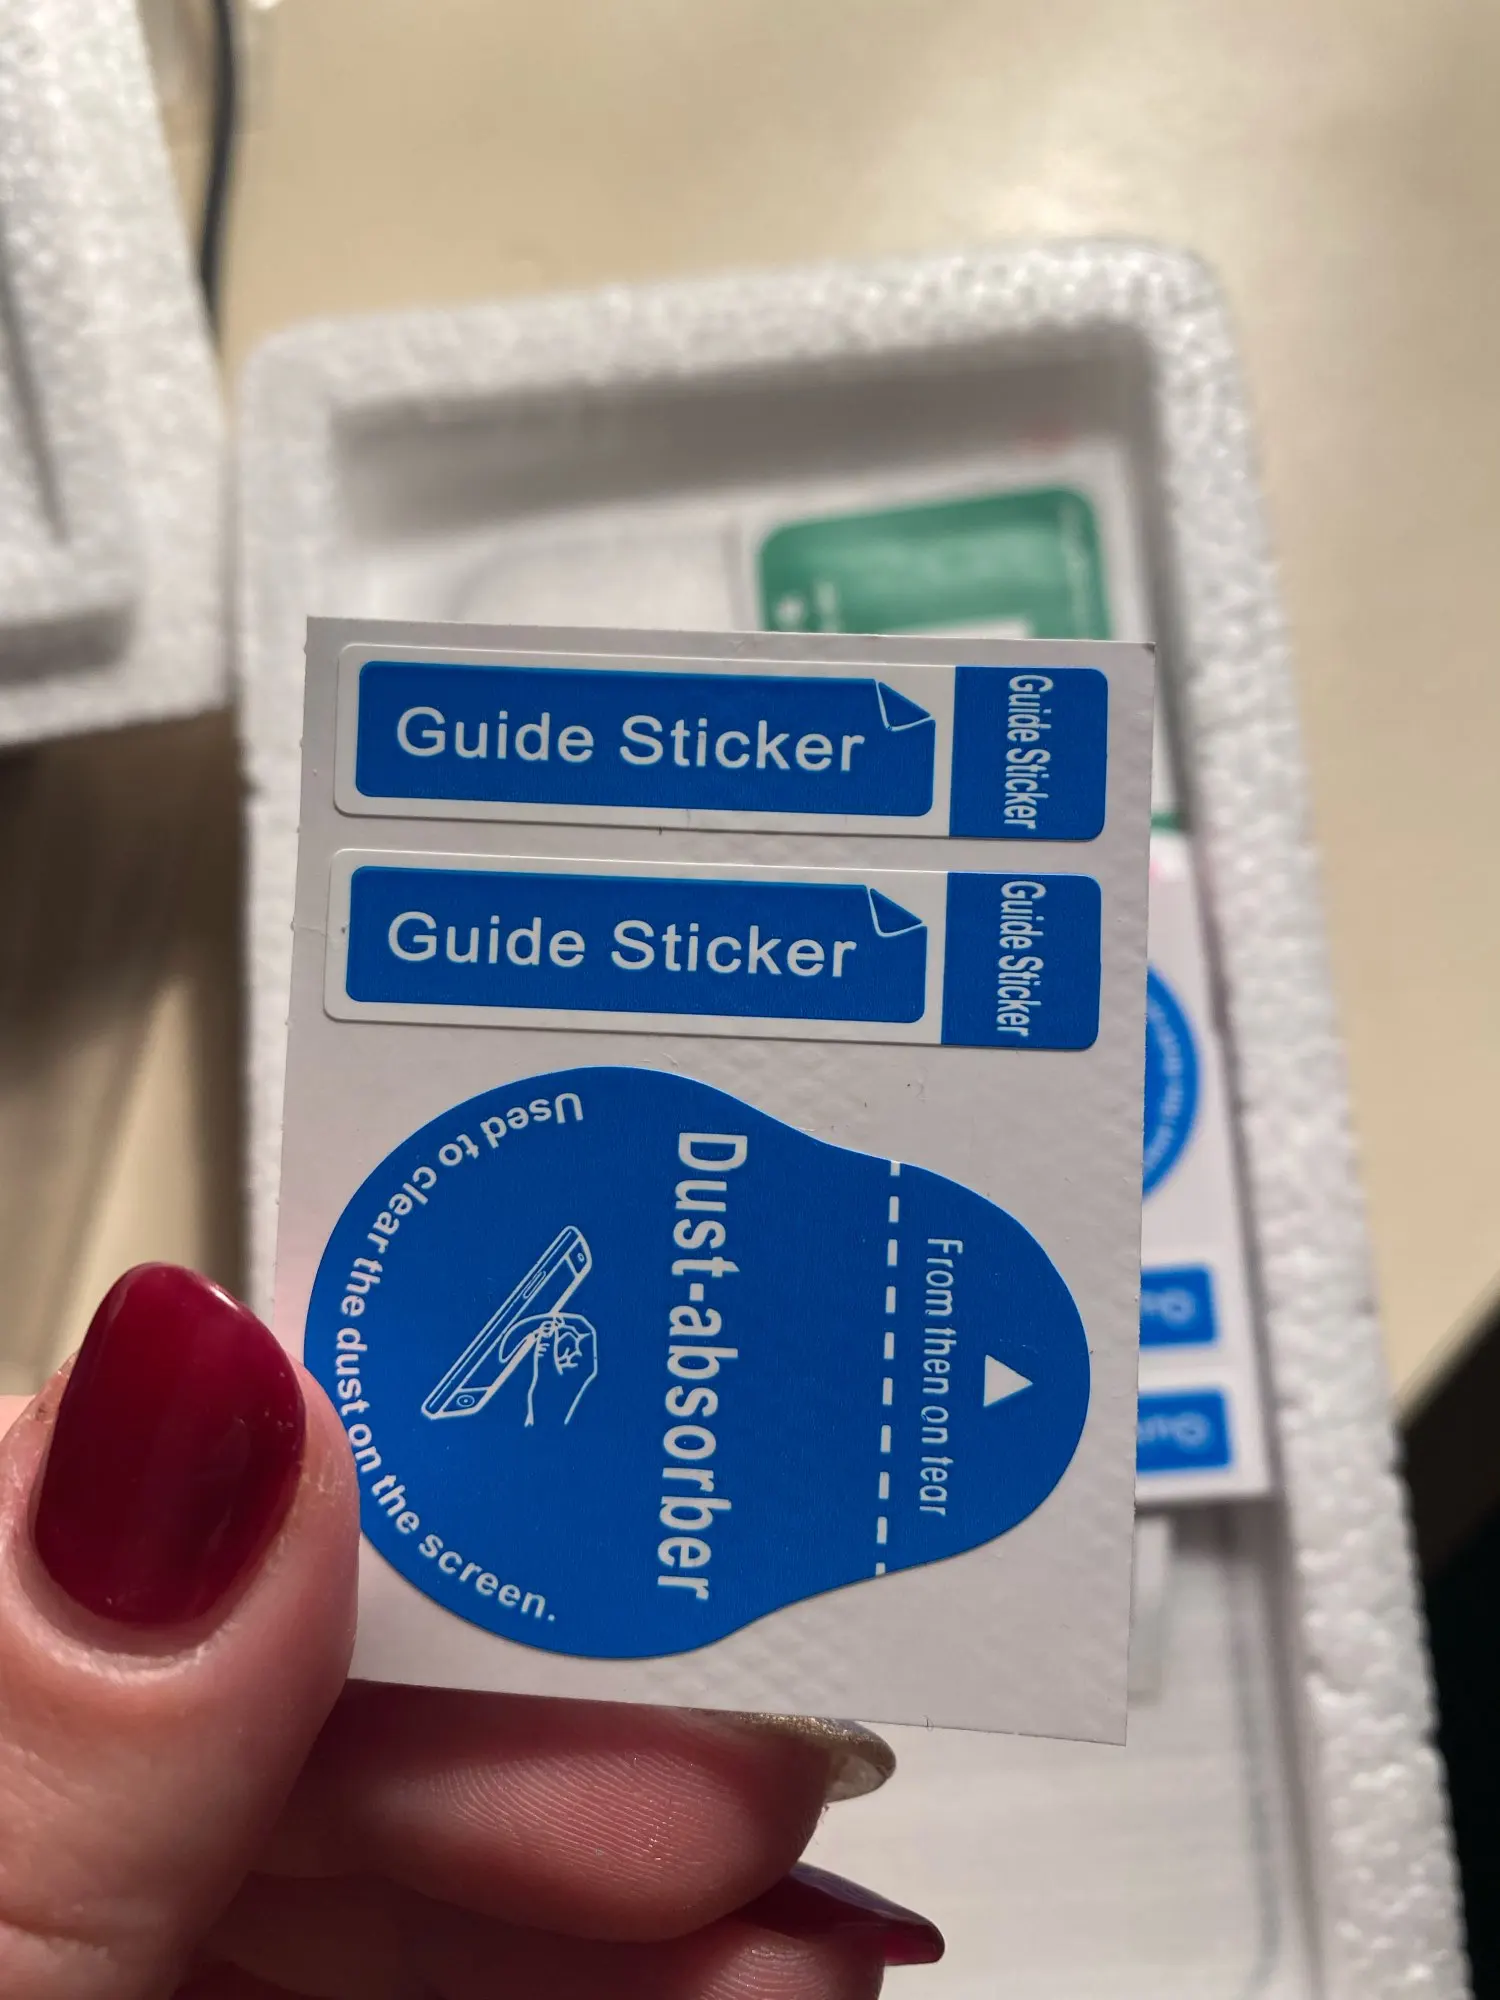 Guide Sticker
Guide Sticker
Guide Sticker
Guide Sticker
From then on tear
Dust-absorber
Used to clear the dust on the screen.